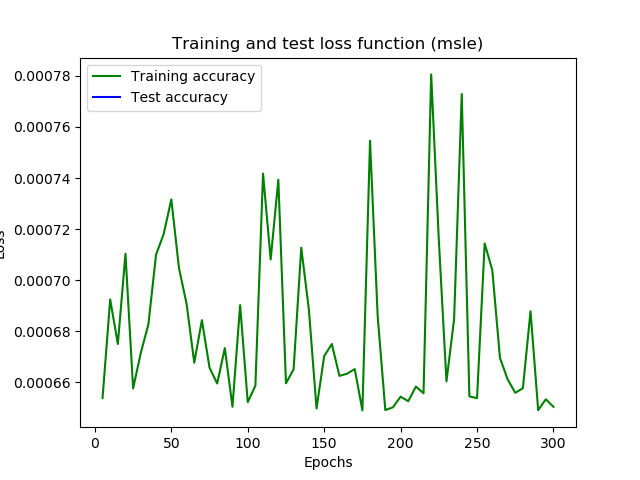 Training and test loss function (msle)
Training accuracy
Test accuracy
0.00078
0.00076
0.00074
0.00072
0.00070
0.00068
0.00066
Loss
0 50 100 150 200 250 300
Epochs